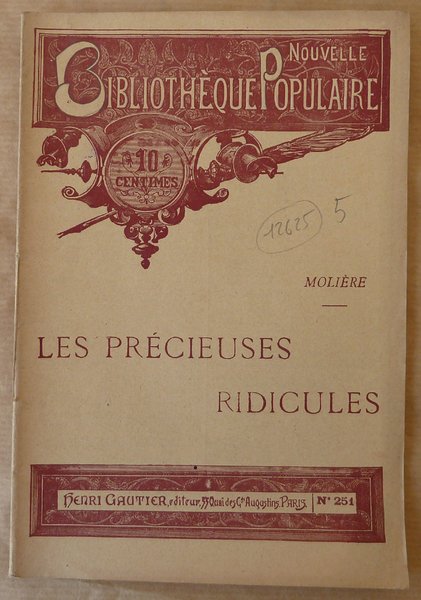 NOUVELLE
BIBLIOTHÈQUE POPULAIRE
10
CENTIMES
12625 5
MOLIÈRE
LES PRÉCIEUSES
RIDICULES
HENRI GAUTIER, éditeur, 55 Quai des Gds Augustins, PARIS. N° 251